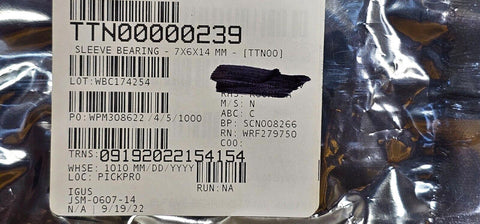 TTN00000239
SLEEVE BEARING - 7X6X14 MM - [TTN00]
LOT:WBC174254
M/S: N
ABC: C
PO:WPM308622 /4/5/1000
BP: SCN008266
RN: WRF279750
COO:
TRNS:09192022154154
WHSE: 1010 MM/DD/YYYY
LOC: PICKPRO
RUN: NA
IGUS
JSM-0607-14
N/A | 9/19/22